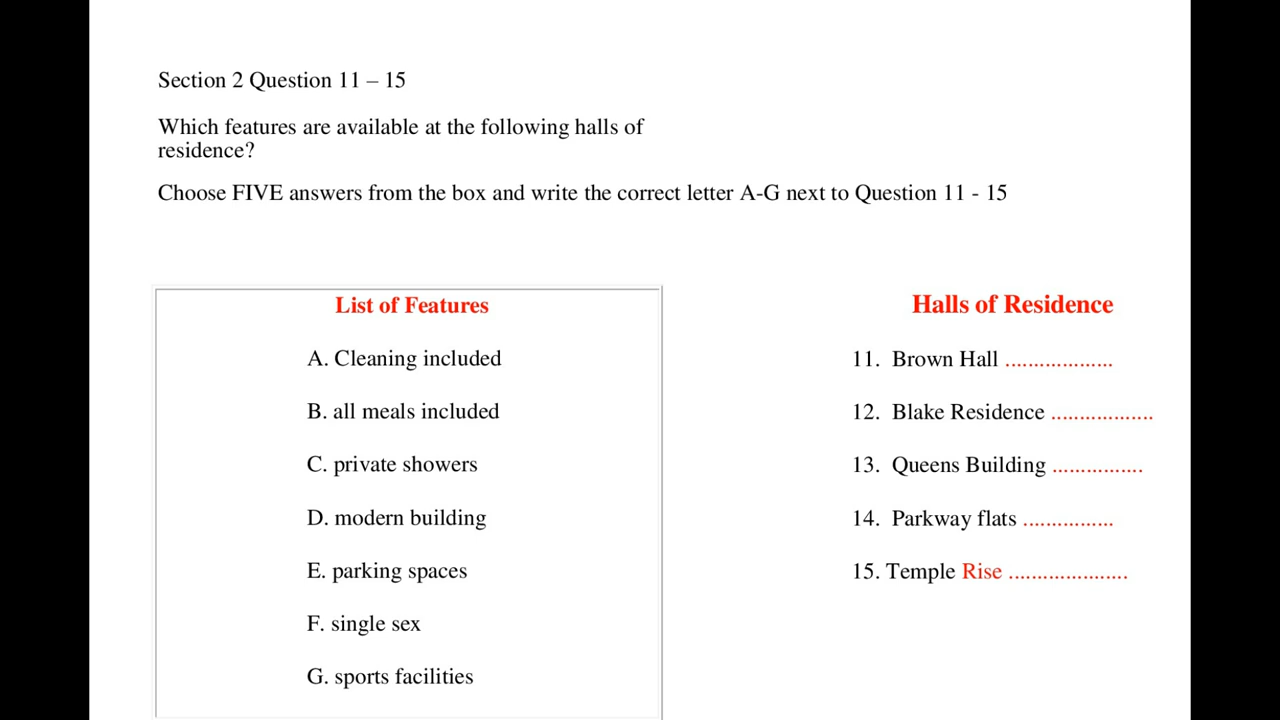 Section 2 Question 11 – 15
Which features are available at the following halls of
residence?
Choose FIVE answers from the box and write the correct letter A-G next to Question 11 - 15
List of Features
A. Cleaning included
B. all meals included
C. private showers
D. modern building
E. parking spaces
F. single sex
G. sports facilities
Halls of Residence
11. Brown Hall ...................
12. Blake Residence ..................
13. Queens Building ................
14. Parkway flats ................
15. Temple Rise .....................